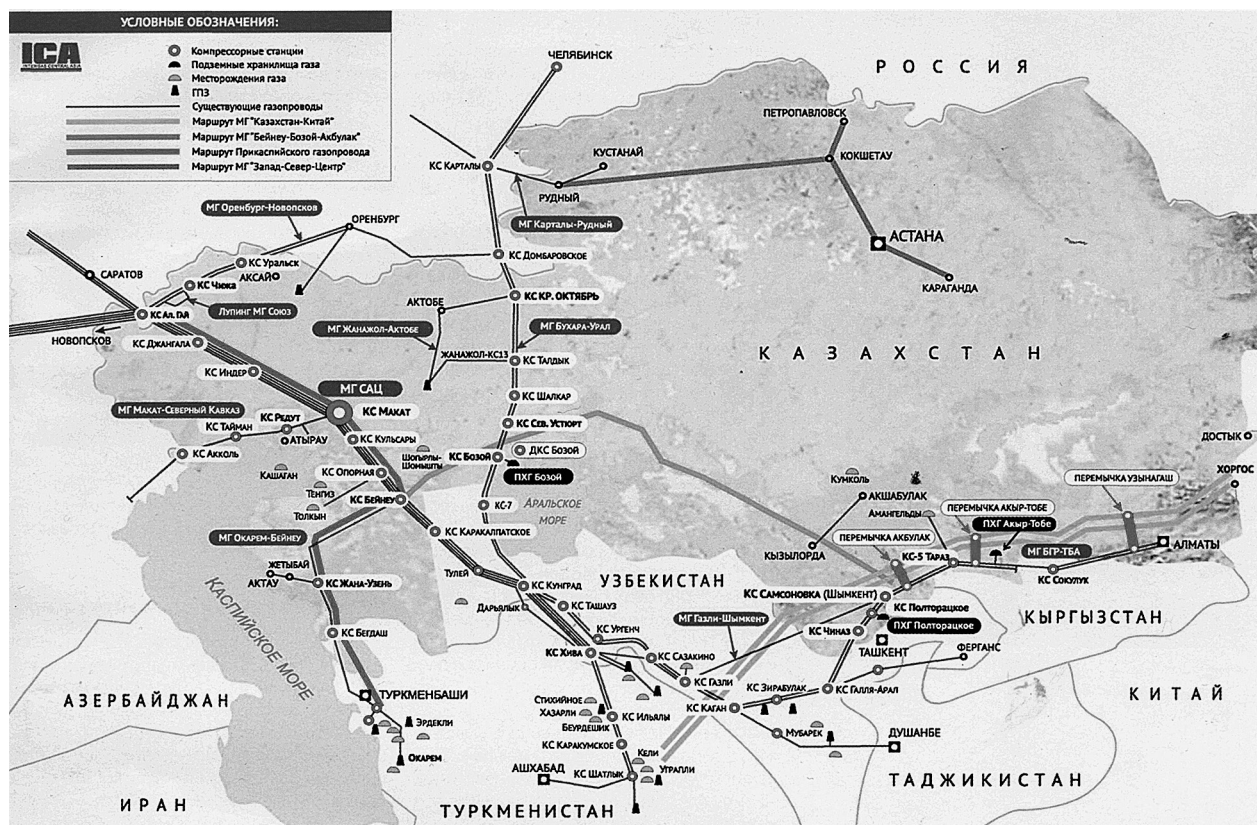 УСЛОВНЫЕ ОБОЗНАЧЕНИЯ:
ICA
INTERGAS CENTRAL ASIA
Компрессорные станции
Подземные хранилища газа
Месторождения газа
ГПЗ
Существующие газопроводы
Маршрут МГ "Казахстан-Китай"
Маршрут МГ "Бейнеу-Бозой-Акбулак"
Маршрут Прикаспийского газопровода
Маршрут МГ "Запад-Север-Центр"
ЧЕЛЯБИНСК
РОССИЯ
ПЕТРОПАВЛОВСК
КС КАРТАЛЫ
КУСТАНАЙ
КОКШЕТАУ
РУДНЫЙ
МГ ОРЕНБУРГ-НОВОПСКОВ
ОРЕНБУРГ
МГ КАРТАЛЫ-РУДНЫЙ
АСТАНА
КС ДОМБАРОВСКОЕ
КС УРАЛЬСК
САРАТОВ
АКСАЙ
КАРАГАНДА
КС ЧИЖА
КС КР. ОКТЯБРЬ
АКТОБЕ
КС АЛ. ГАЙ
ЛУПИНГ МГ СОЮЗ
МГ ЖАНАЖОЛ-АКТОБЕ
МГ БУХАРА-УРАЛ
НОВОПСКОВ
КС ДЖАНГАЛА
ЖАНАЖОЛ-КС13
КС ТАЛДЫК
КАЗАХСТАН
КС ИНДЕР
МГ САЦ
КС ШАЛКАР
МГ МАКАТ-СЕВЕРНЫЙ КАВКАЗ
КС РЕДУТ
КС МАКАТ
КС ТАЙМАН
АТЫРАУ
КС СЕВ. УСТЮРТ
КС КУЛЬСАРЫ
ДОСТЫК
КС АККОЛЬ
ШОГЫРЛЫ-
ШОМЫШТЫ
КС БОЗОЙ
ДКС БОЗОЙ
КАШАГАН
КС ОПОРНАЯ
ПХГ БОЗОЙ
КУМКОЛЬ
ХОРГОС
ТЕНГИЗ
КС БЕЙНЕУ
АКШАБУЛАК
ПЕРЕМЫЧКА УЗЫНАГАШ
ТОЛКЫН
КС-7
АРАЛЬСКОЕ
МОРЕ
АМАНГЕЛЬДЫ
ПЕРЕМЫЧКА АКЫР-ТОБЕ
ПХГ АКЫР-ТОБЕ
КС КАРАКАЛПАТСКОЕ
МГ ОКАРЕМ-БЕЙНЕУ
ПЕРЕМЫЧКА АКБУЛАК
АЛМАТЫ
КЫЗЫЛОРДА
КС-5 ТАРАЗ
МГ БГР-ТБА
ЖЕТЫБАЙ
ТУЛЕЙ
КС СОКУЛУК
АКТАУ
КС ЖАНА-УЗЕНЬ
КС КУНГРАД
УЗБЕКИСТАН
КАСПИЙСКОЕ МОРЕ
ДАРЬЯЛЫК
КС ТАШАУЗ
КС САМСОНОВКА (ШЫМКЕНТ)
КС ПОЛТОРАЦКОЕ
КЫРГЫЗСТАН
МГ ГАЗЛИ-ШЫМКЕНТ
ПХГ ПОЛТОРАЦКОЕ
КС БЕГДАШ
КС УРГЕНЧ
КС ЧИНАЗ
ТАШКЕНТ
ФЕРГАНС
КС ХИВА
КС САЗАКИНО
КС ГАЗЛИ
АЗЕРБАЙДЖАН
ТУРКМЕНБАШИ
СТИХИЙНОЕ
КС ЗИРАБУЛАК
КС ГАЛЛЯ-АРАЛ
КИТАЙ
ХАЗАРЛИ
КС КАГАН
ЭРДЕКЛИ
БЕУРДЕШИК
КС ИЛЬЯЛЫ
МУБАРЕК
ДУШАНБЕ
КС КАРАКУМСКОЕ
КЕЛИ
ОКАРЕМ
АШХАБАД
КС ШАТЛЫК
УТРАПЛИ
ТАДЖИКИСТАН
ИРАН
ТУРКМЕНИСТАН